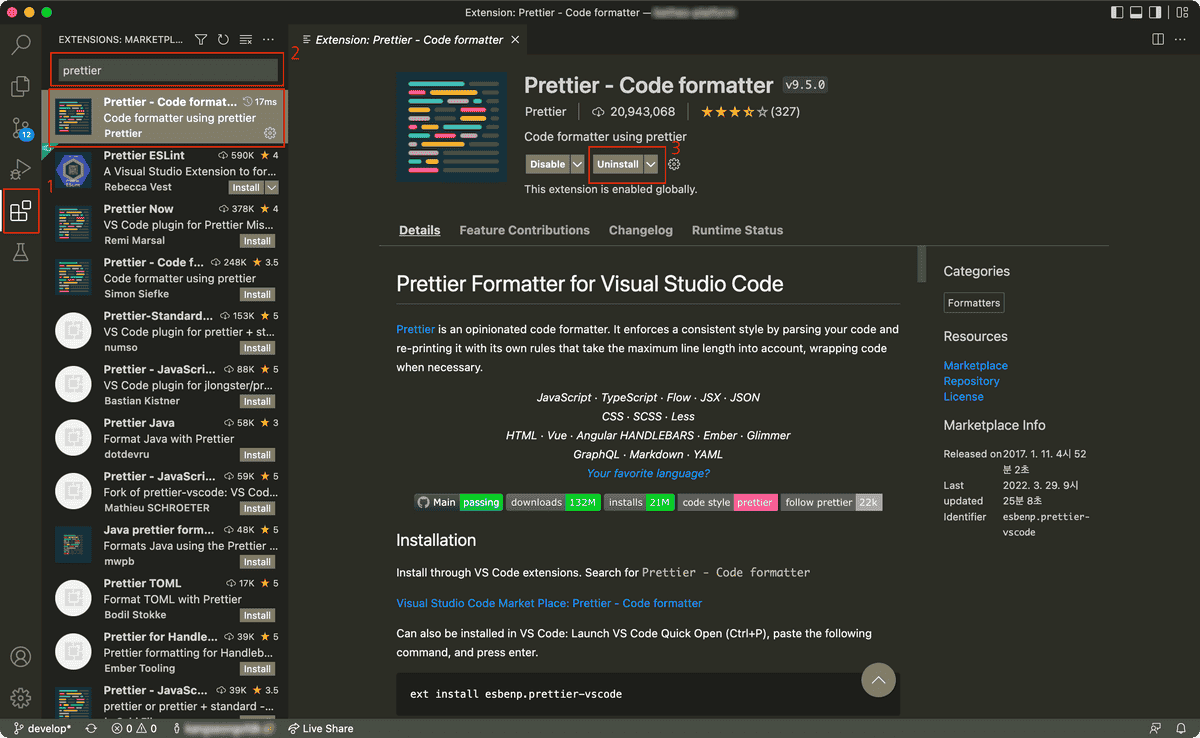 Extension: Prettier - Code formatter —
EXTENSIONS: MARKETPL...
prettier
2
Prettier - Code format... 17ms
Code formatter using prettier
Prettier
12
1
Prettier ESLint 590K ★ 4
A Visual Studio Extension to for...
Rebecca Vest Install
Prettier Now 378K ★ 4
VS Code plugin for Prettier Mis...
Remi Marsal Install
Prettier - Code f... 248K ★ 3.5
Code formatter using prettier
Simon Siefke Install
Prettier-Standard... 153K ★ 5
VS Code plugin for prettier + st...
numso Install
Prettier - JavaScri... 88K ★ 5
VS Code plugin for jlongster/pr...
Bastian Kistner Install
Prettier Java 58K ★ 3
Format Java with Prettier
dotdevru Install
Prettier - JavaScri... 59K ★ 5
Fork of prettier-vscode: VS Cod...
Mathieu SCHROETER Install
Java prettier form... 48K ★ 5
Formats Java using the Prettier ...
mwpb Install
Prettier TOML 17K ★ 5
Format TOML with Prettier
Bodil Stokke Install
Prettier for Handle... 39K ★ 5
Prettier formatting for Handleb...
Ember Tooling Install
Prettier - JavaSc... 39K ★ 3.5
prettier or prettier + standard -...
Extension: Prettier - Code formatter ×
Prettier - Code formatter v9.5.0
Prettier 20,943,068 (327)
Code formatter using prettier
3
Disable Uninstall
This extension is enabled globally.
Details Feature Contributions Changelog Runtime Status
Prettier Formatter for Visual Studio Code
Prettier is an opinionated code formatter. It enforces a consistent style by parsing your code and
re-printing it with its own rules that take the maximum line length into account, wrapping code
when necessary.
JavaScript · TypeScript · Flow · JSX · JSON
CSS · SCSS · Less
HTML · Vue · Angular HANDLEBARS · Ember · Glimmer
GraphQL · Markdown · YAML
Your favorite language?
Main passing downloads 132M installs 21M code style prettier follow prettier 22k
Installation
Install through VS Code extensions. Search for Prettier - Code formatter
Visual Studio Code Market Place: Prettier - Code formatter
Can also be installed in VS Code: Launch VS Code Quick Open (Ctrl+P), paste the following
command, and press enter.
ext install esbenp.prettier-vscode
Categories
Formatters
Resources
Marketplace
Repository
License
Marketplace Info
Released on 2017. 1. 11. 4시 52
분 2초
Last 2022. 3. 29. 9시
updated 25분 8초
Identifier esbenp.prettier-
vscode
develop* 0 0 Live Share